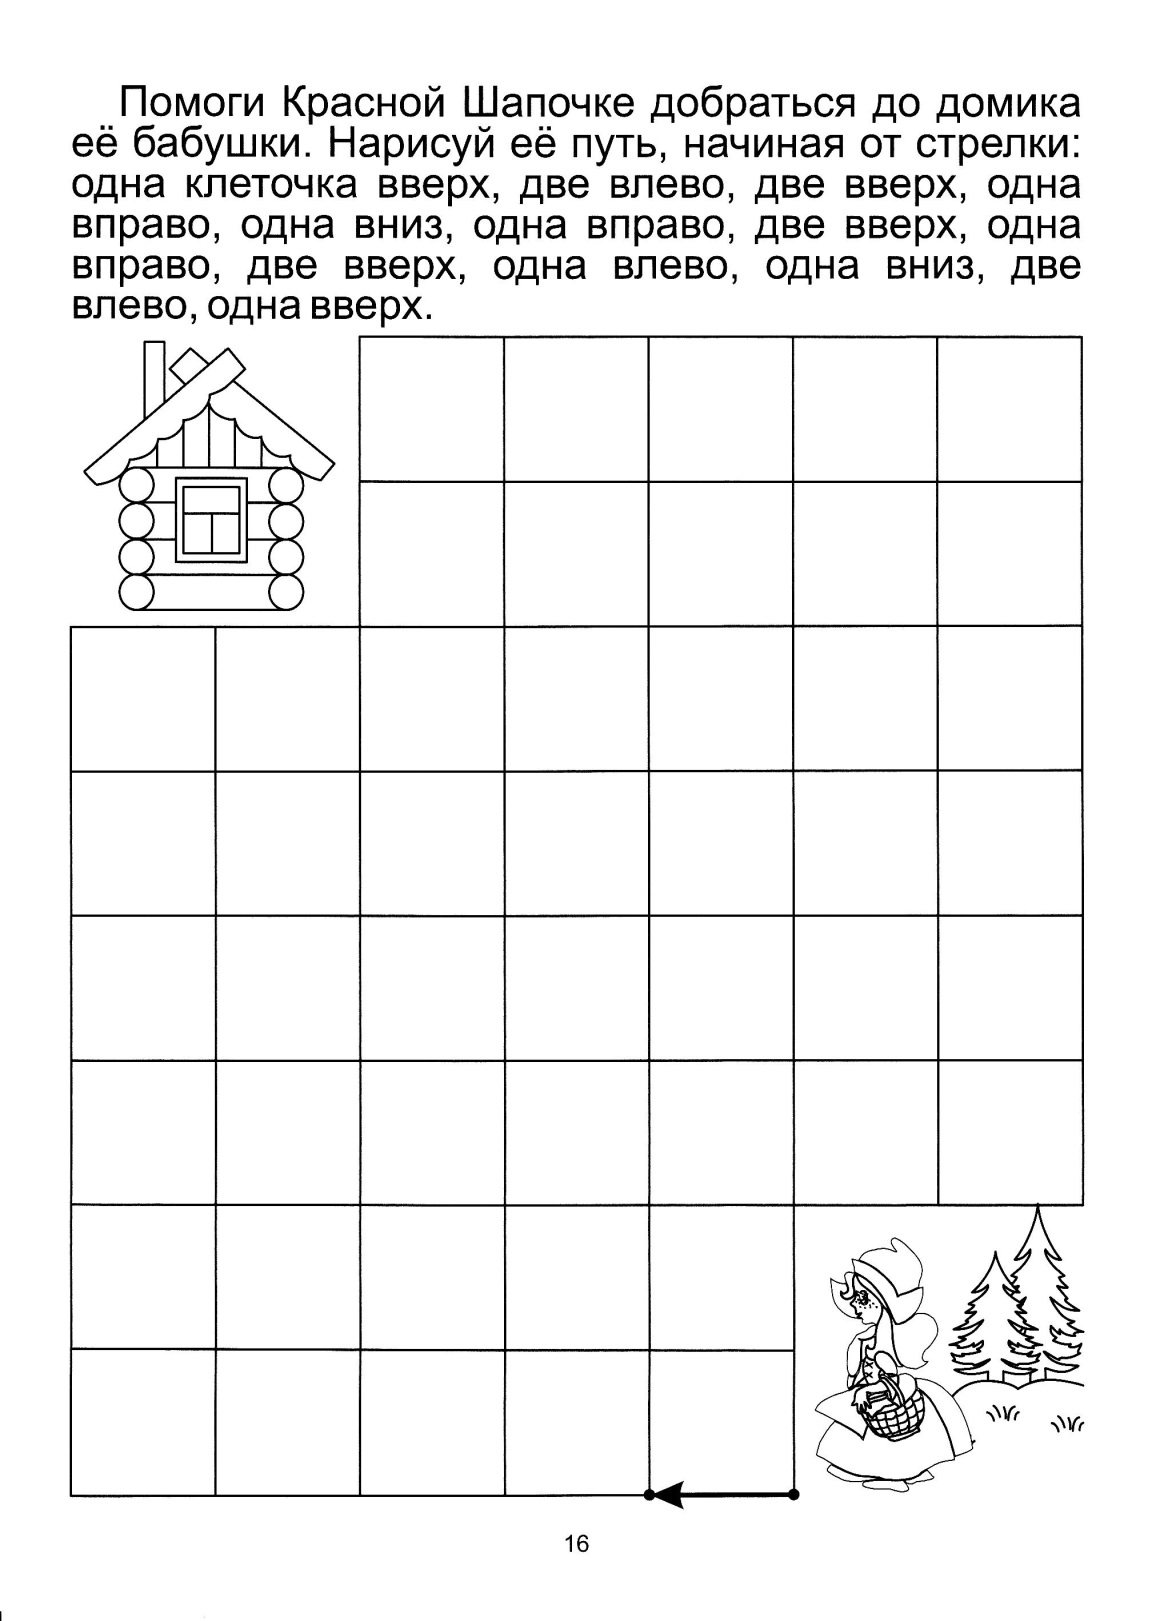 Помоги Красной Шапочке добраться до домика
её бабушки. Нарисуй её путь, начиная от стрелки:
одна клеточка вверх, две влево, две вверх, одна
вправо, одна вниз, одна вправо, две вверх, одна
вправо, две вверх, одна влево, одна вниз, две
влево, одна вверх.
16